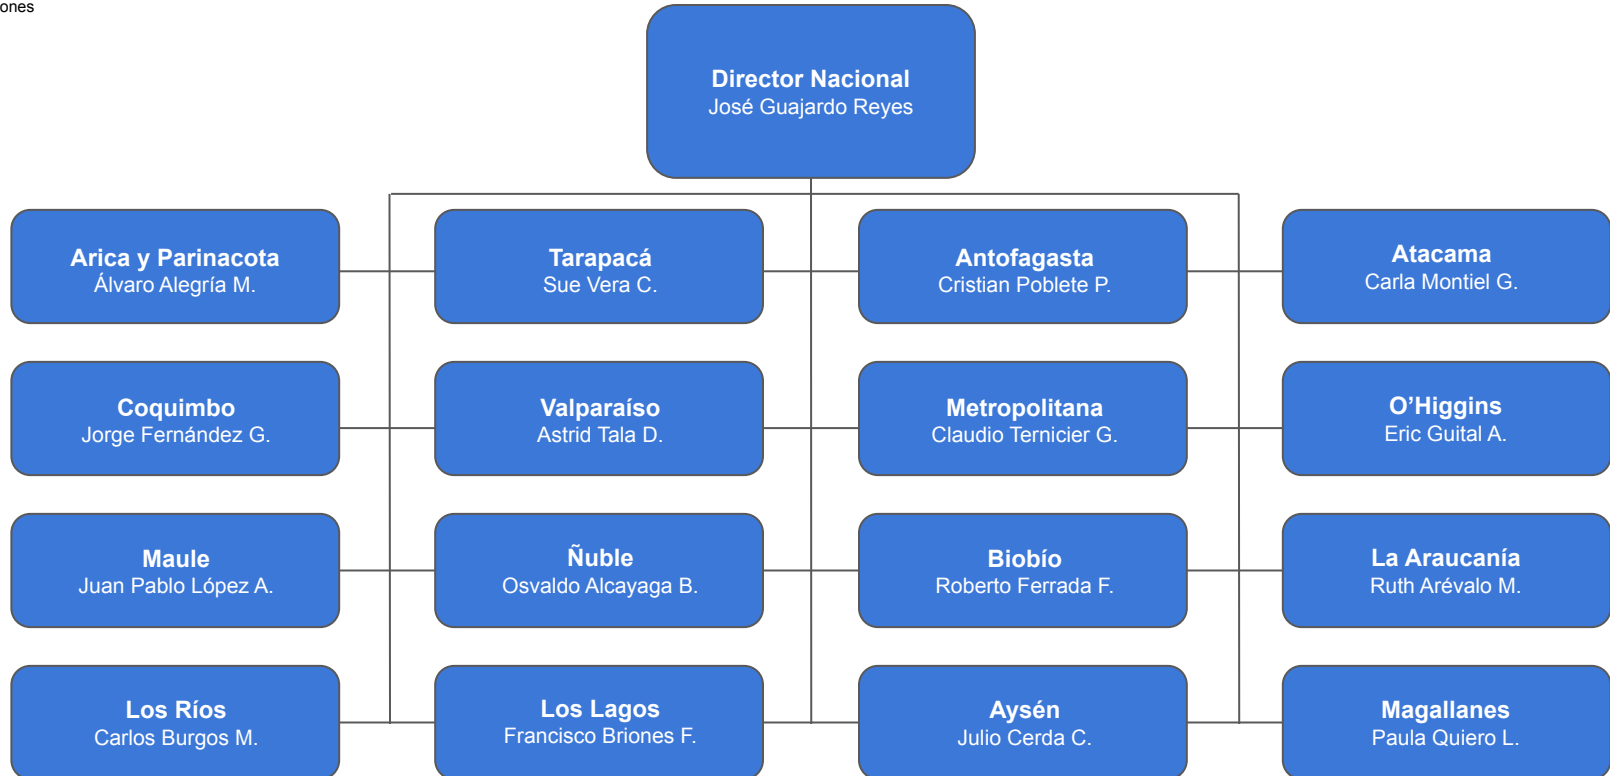 ones
Director Nacional
José Guajardo Reyes
Arica y Parinacota
Álvaro Alegría M.
Tarapacá
Sue Vera C.
Antofagasta
Cristian Poblete P.
Atacama
Carla Montiel G.
Coquimbo
Jorge Fernández G.
Valparaíso
Astrid Tala D.
Metropolitana
Claudio Ternicier G.
O’Higgins
Eric Guital A.
Maule
Juan Pablo López A.
Ñuble
Osvaldo Alcayaga B.
Biobío
Roberto Ferrada F.
La Araucanía
Ruth Arévalo M.
Los Ríos
Carlos Burgos M.
Los Lagos
Francisco Briones F.
Aysén
Julio Cerda C.
Magallanes
Paula Quiero L.